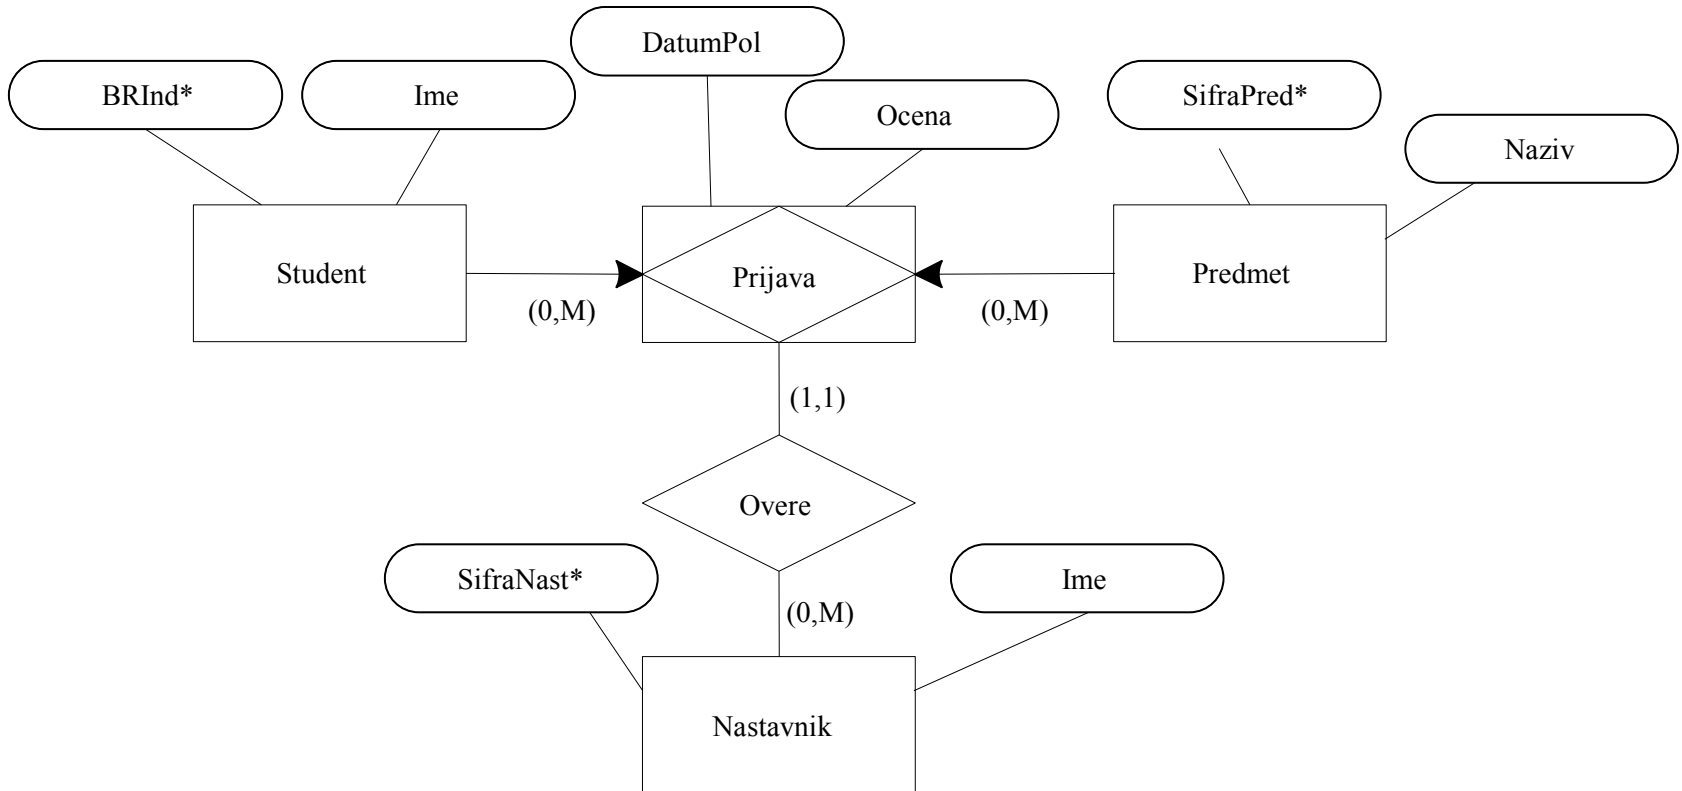 DatumPol
BRInd*
Ime
SifraPred*
Ocena
Naziv
Student
Prijava
Predmet
(0,M)
(0,M)
(1,1)
Overe
SifraNast*
Ime
(0,M)
Nastavnik